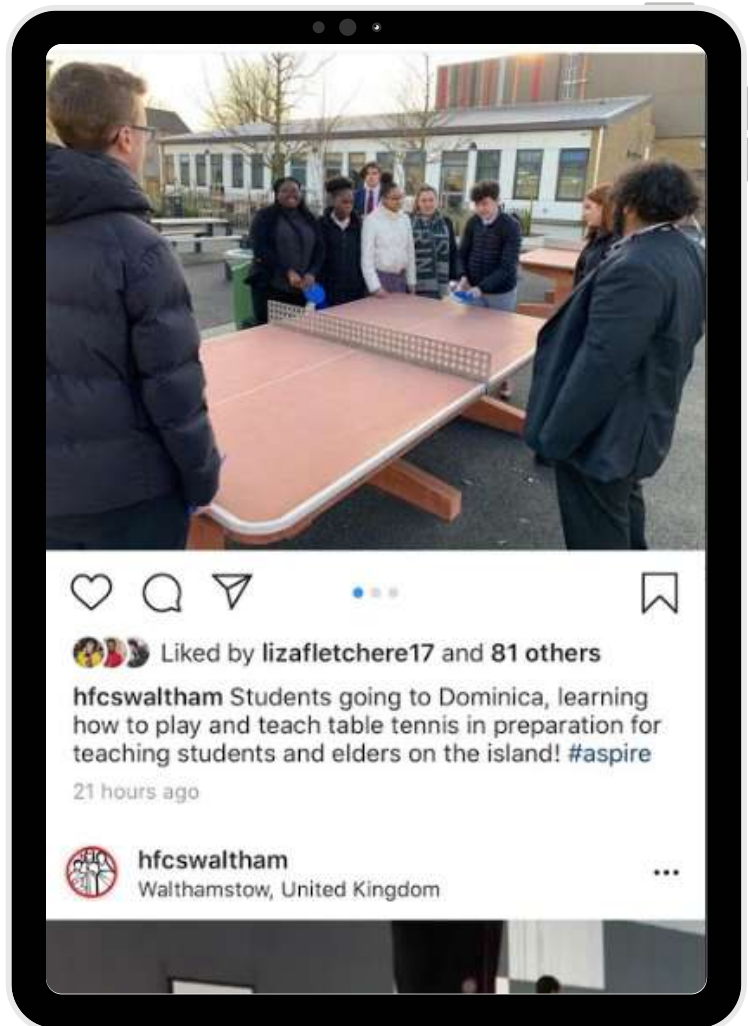 Liked by lizafletchere17 and 81 others
hfcswaltham Students going to Dominica, learning
how to play and teach table tennis in preparation for
teaching students and elders on the island! #aspire
21 hours ago
hfcswaltham
Walthamstow, United Kingdom